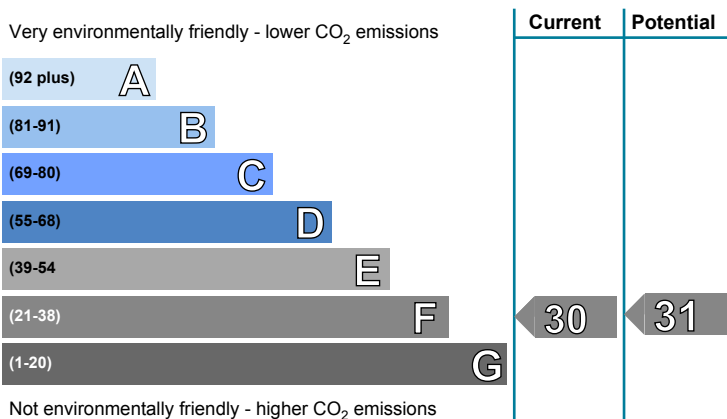 Very environmentally friendly - lower CO2 emissions
Current
Potential
(92 plus) A
(81-91) B
(69-80) C
(55-68) D
(39-54 E
(21-38) F
30
31
(1-20) G
Not environmentally friendly - higher CO2 emissions